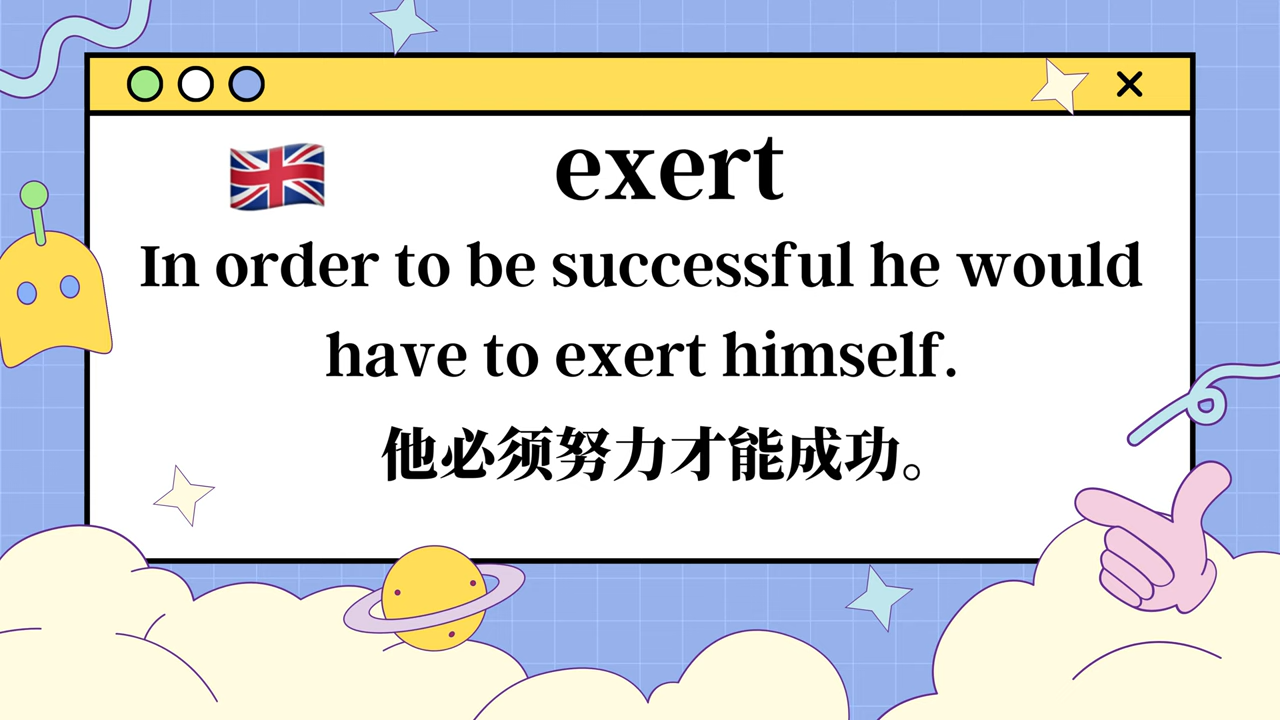 exert
In order to be successful he would
have to exert himself.
他必须努力才能成功。